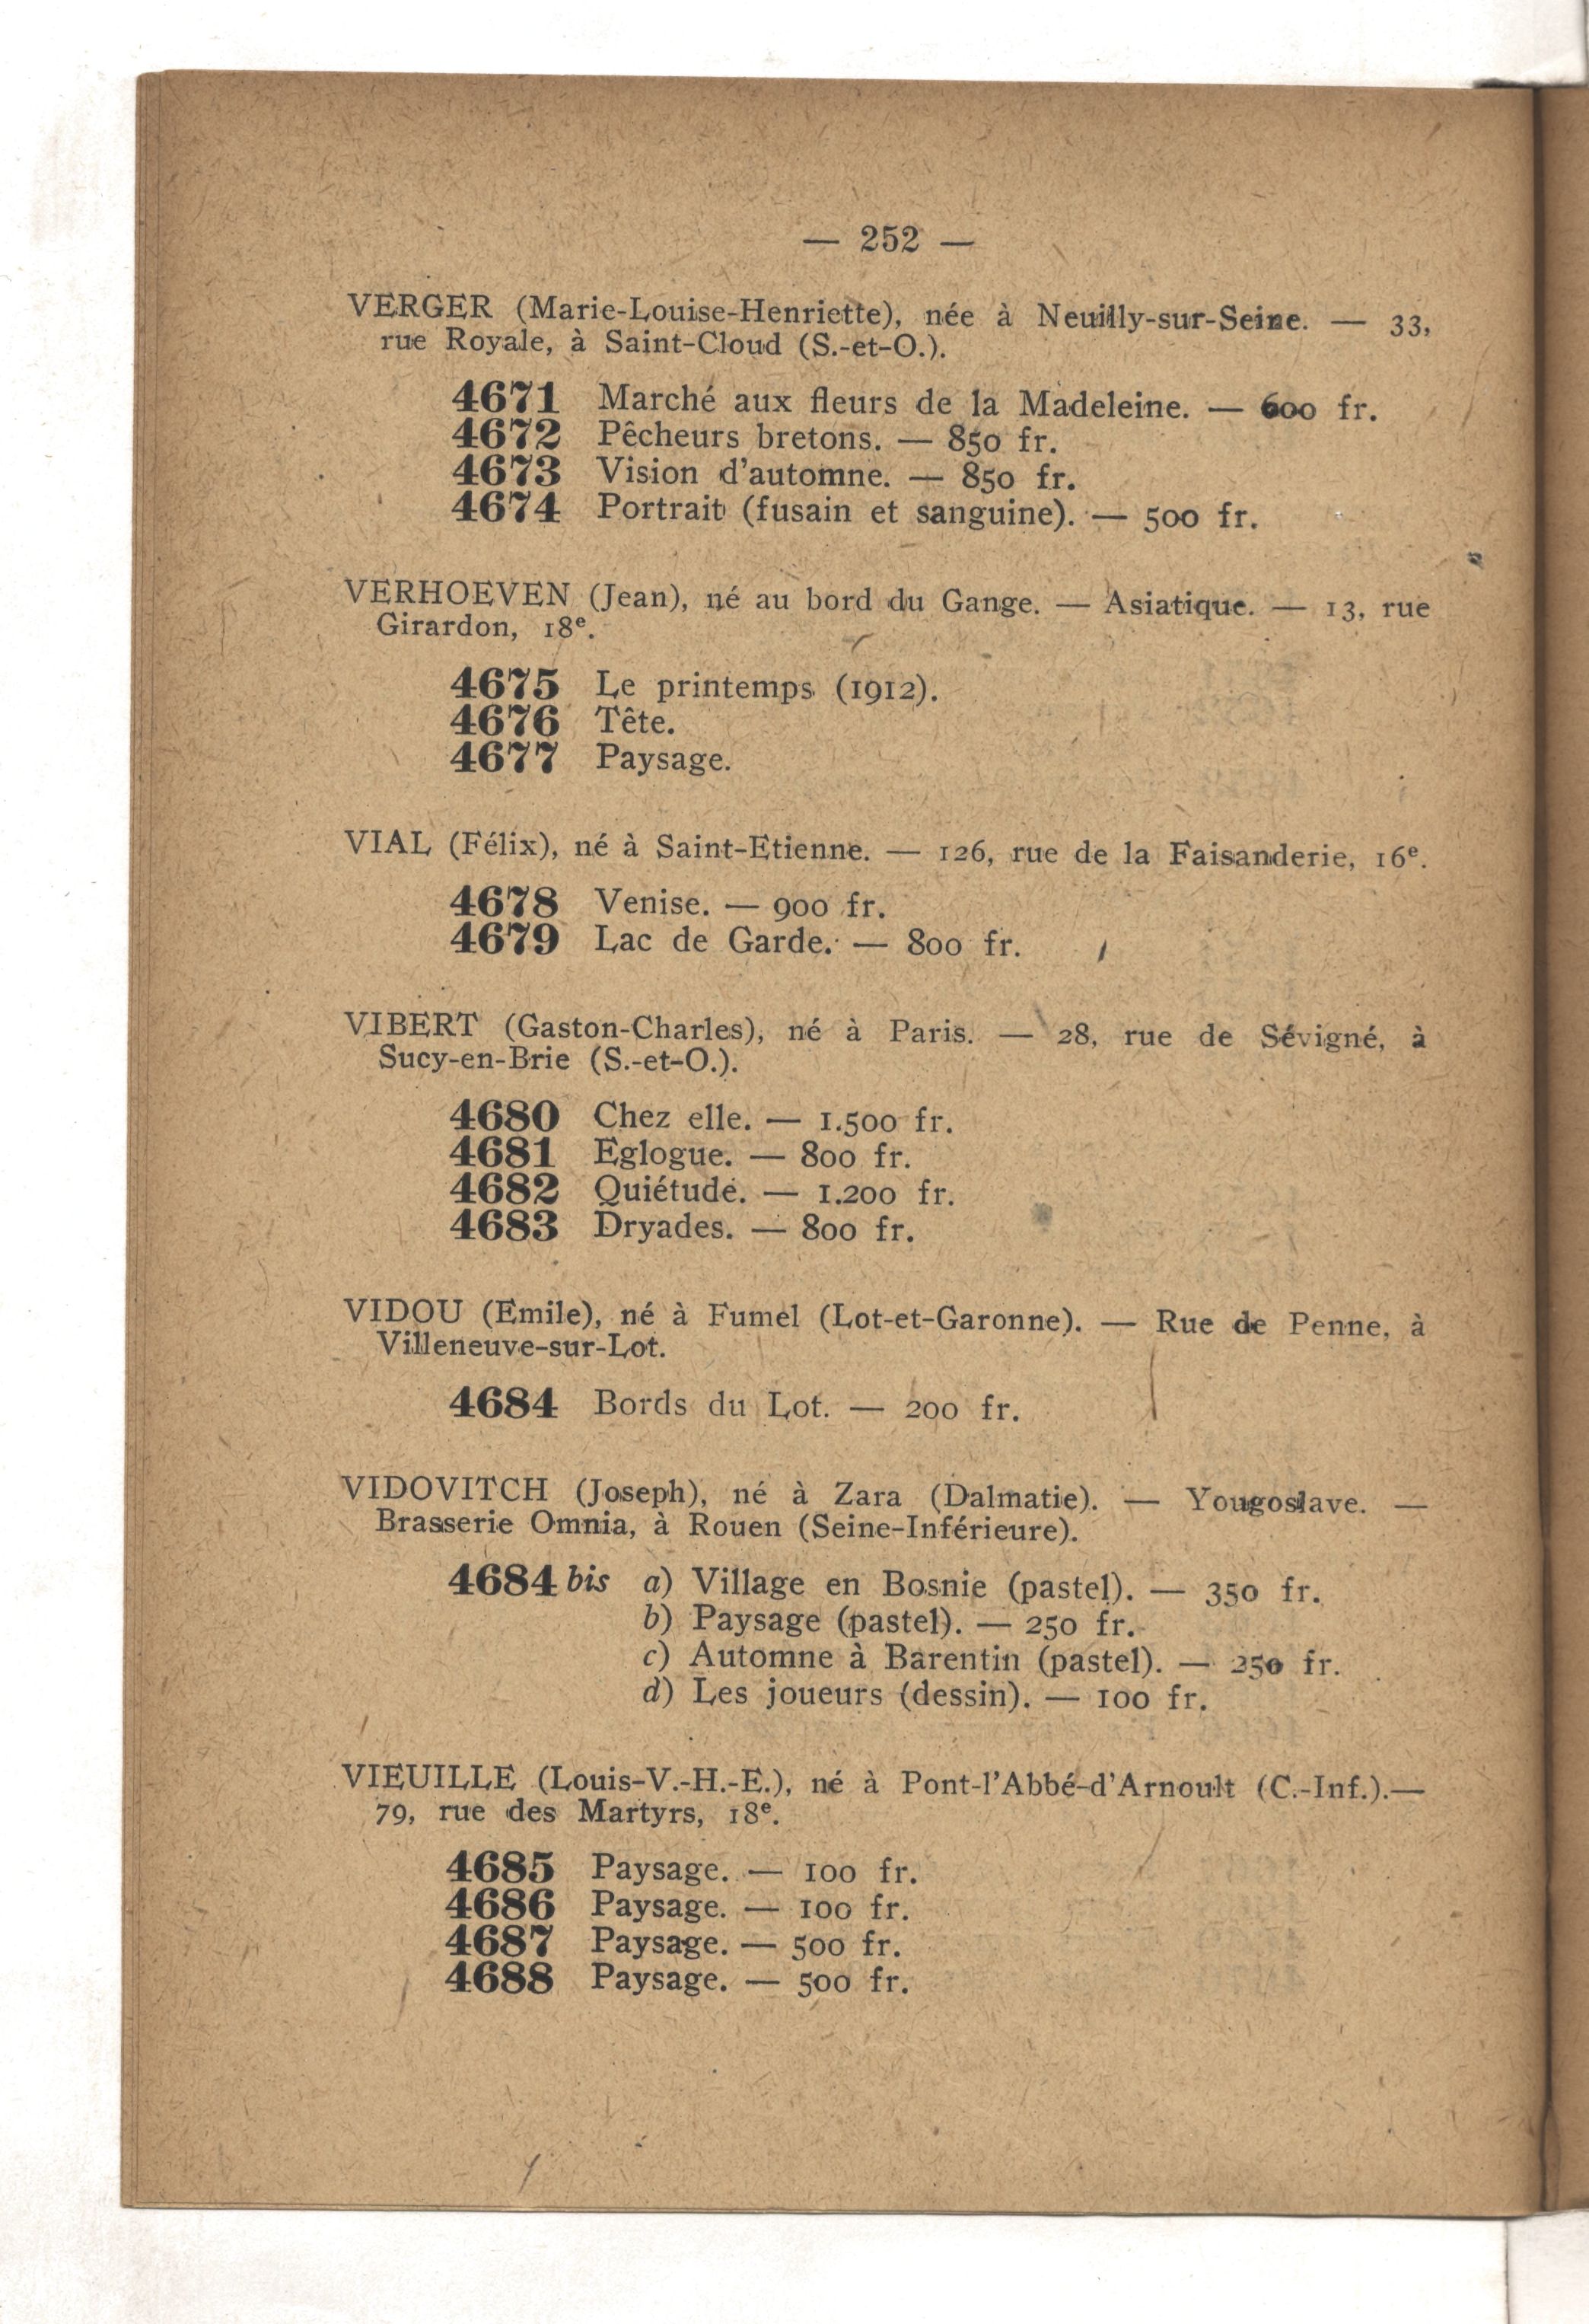 — 252 —
VERGER (Marie-Louise-Henriette), née à Neuilly-sur-Seine. — 33,
rue Royale, à Saint-Cloud (S.-et-O.).
4671 Marché aux fleurs de la Madeleine. — 600 fr.
4672 Pêcheurs bretons. — 850 fr.
4673 Vision d'automne. — 850 fr.
4674 Portrait (fusain et sanguine). — 500 fr.
VERHOEVEN (Jean), né au bord du Gange. — Asiatique. — 13, rue
Girardon, 18e.
4675 Le printemps (1912).
4676 Tête.
4677 Paysage.
VIAL (Félix), né à Saint-Etienne. — 126, rue de la Faisanderie, 16e.
4678 Venise. — 900 fr.
4679 Lac de Garde. — 800 fr.
VIBERT (Gaston-Charles), né à Paris. — 28, rue de Sévigné, à
Sucy-en-Brie (S.-et-O.).
4680 Chez elle. — 1.500 fr.
4681 Eglogue. — 800 fr.
4682 Quiétude. — 1.200 fr.
4683 Dryades. — 800 fr.
VIDOU (Emile), né à Fumel (Lot-et-Garonne). — Rue de Penne, à
Villeneuve-sur-Lot.
4684 Bords du Lot. — 200 fr.
VIDOVITCH (Joseph), né à Zara (Dalmatie). — Yougoslave. —
Brasserie Omnia, à Rouen (Seine-Inférieure).
4684 bis a) Village en Bosnie (pastel). — 350 fr.
b) Paysage (pastel). — 250 fr.
c) Automne à Barentin (pastel). — 250 fr.
d) Les joueurs (dessin). — 100 fr.
VIEUILLE (Louis-V.-H.-E.), né à Pont-l'Abbé-d'Arnoult (C.-Inf.).—
79, rue des Martyrs, 18e.
4685 Paysage. — 100 fr.
4686 Paysage. — 100 fr.
4687 Paysage. — 500 fr.
4688 Paysage. — 500 fr.